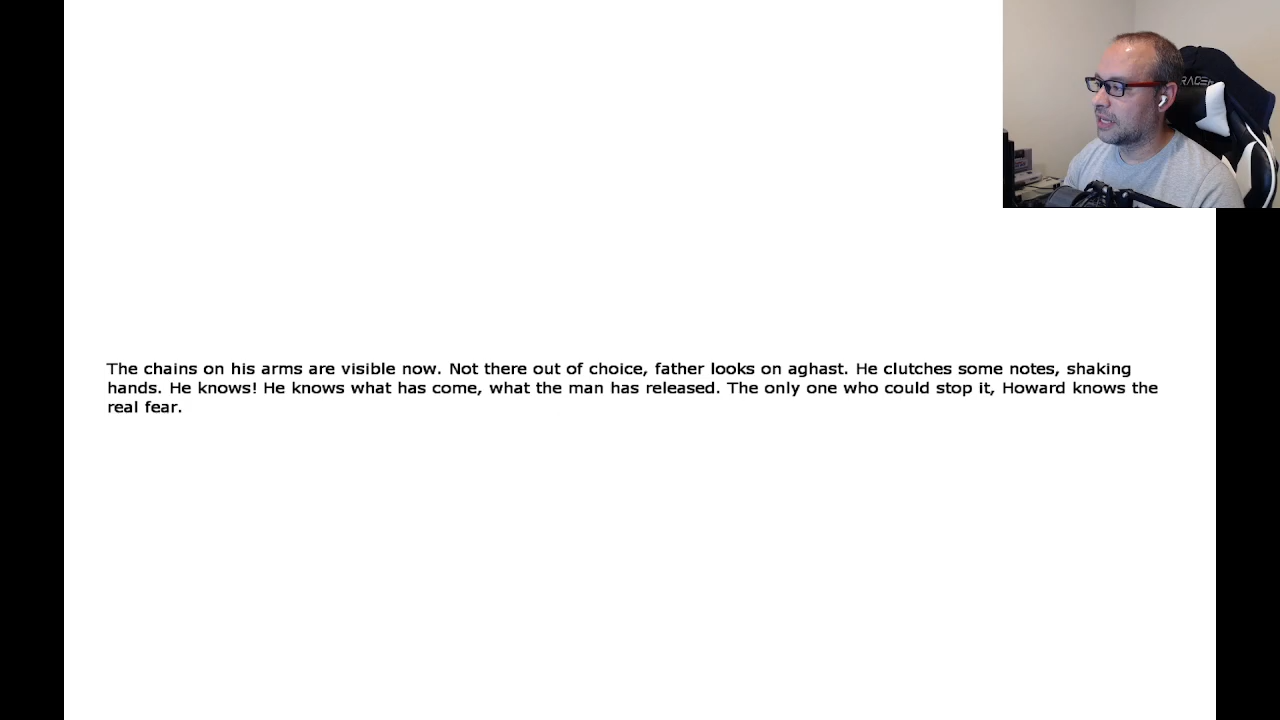 The chains on his arms are visible now. Not there out of choice, father looks on aghast. He clutches some notes, shaking
hands. He knows! He knows what has come, what the man has released. The only one who could stop it, Howard knows the
real fear.